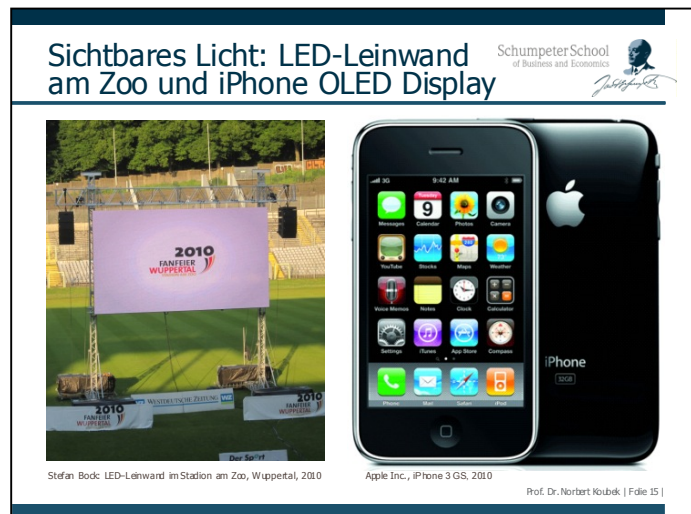 Sichtbares Licht: LED-Leinwand
am Zoo und iPhone OLED Display
Schumpeter School
of Business and Economics
2010
FANFEIER
WUPPERTAL
2010
FANFEIER
WUPPERTAL
WESTDEUTSCHE ZEITUNG WZ
2010
FANFEIER
WUPPERTAL
Der Sport
3G 9:42 AM
Tuesday
9
Messages Calendar Photos Camera
YouTube Stocks Maps Weather
Voice Memos Notes Clock Calculator
Settings iTunes App Store Compass
Phone Mail Safari iPod
iPhone
32GB
Stefan Bock: LED-Leinwand im Stadion am Zoo, Wuppertal, 2010
Apple Inc., iPhone 3 GS, 2010
Prof. Dr. Norbert Koubek | Folie 15 |